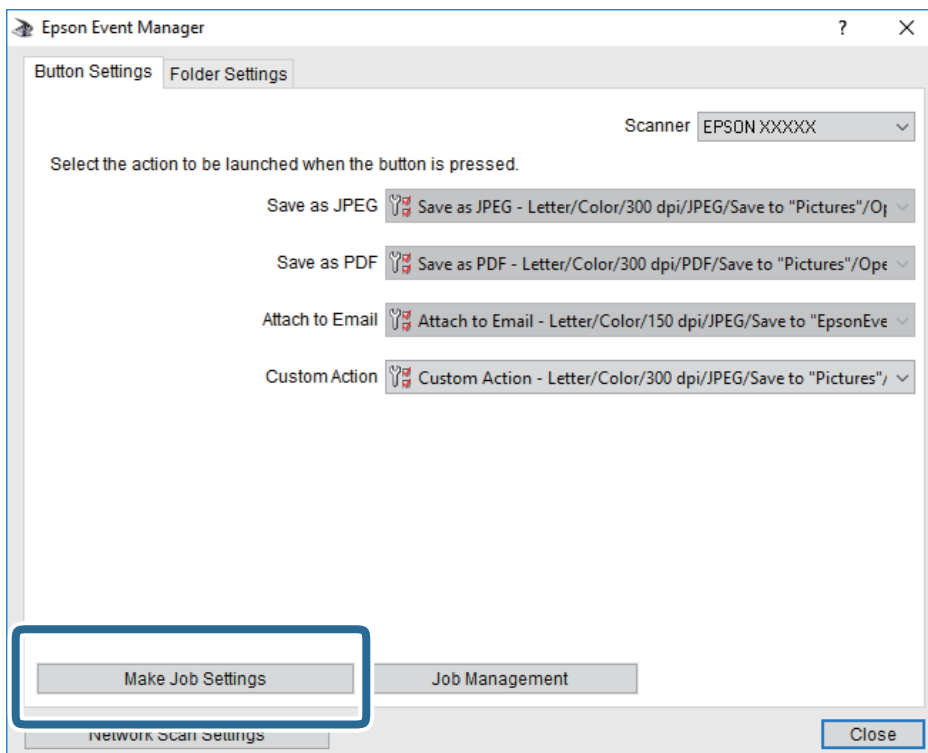 Epson Event Manager
Button Settings Folder Settings
Scanner EPSON XXXXX
Select the action to be launched when the button is pressed.
Save as JPEG Save as JPEG - Letter/Color/300 dpi/JPEG/Save to "Pictures"/Op
Save as PDF Save as PDF - Letter/Color/300 dpi/PDF/Save to "Pictures"/Ope
Attach to Email Attach to Email - Letter/Color/150 dpi/JPEG/Save to "EpsonEve
Custom Action Custom Action - Letter/Color/300 dpi/JPEG/Save to "Pictures"/
Make Job Settings Job Management
Network Scan Settings Close